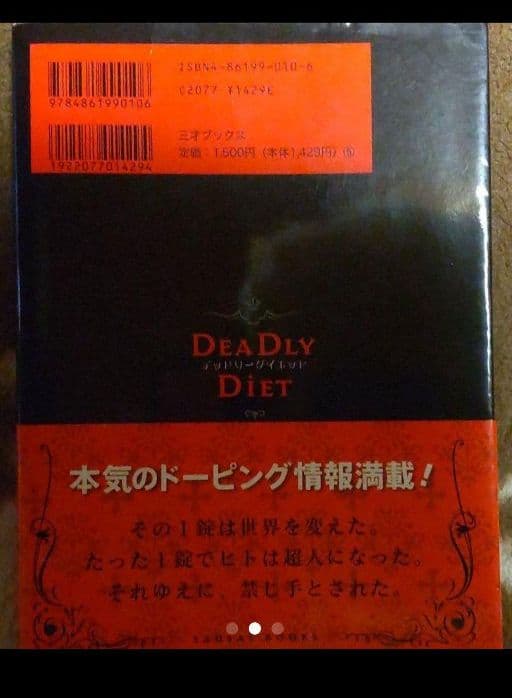 ISBN4-86199-010-6
C2077 ¥1429E
9784861990106
三才ブックス
定価：1,500円（本体1,429円）税
1922077014294
DEADLY
デッドリーダイエット
DiET
本気のドーピング情報満載！
その１錠は世界を変えた。
たった１錠でヒトは超人になった。
それゆえに、禁じ手とされた。
SANSAI BOOKS